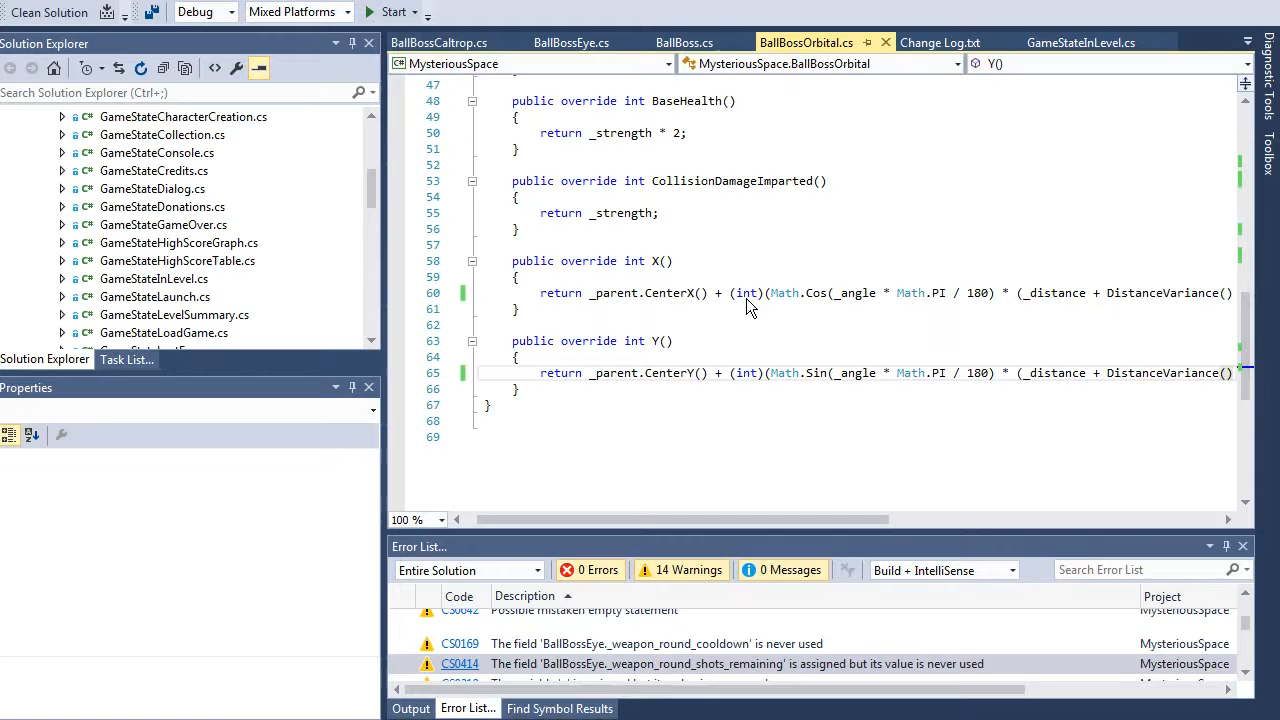 Clean Solution
Debug
Mixed Platforms
Start
Solution Explorer
Search Solution Explorer (Ctrl+;)
GameStateCharacterCreation.cs
GameStateCollection.cs
GameStateConsole.cs
GameStateCredits.cs
GameStateDialog.cs
GameStateDonations.cs
GameStateGameOver.cs
GameStateHighScoreGraph.cs
GameStateHighScoreTable.cs
GameStateInLevel.cs
GameStateLaunch.cs
GameStateLevelSummary.cs
GameStateLoadGame.cs
Solution Explorer
Task List...
Properties
BallBossCaltrop.cs
BallBossEye.cs
BallBoss.cs
BallBossOrbital.cs
Change Log.txt
GameStateInLevel.cs
C# MysteriousSpace
MysteriousSpace.BallBossOrbital
Y()
47
48 public override int BaseHealth()
49 {
50 return _strength * 2;
51 }
52
53 public override int CollisionDamageImparted()
54 {
55 return _strength;
56 }
57
58 public override int X()
59 {
60 return _parent.CenterX() + (int)(Math.Cos(_angle * Math.PI / 180) * (_distance + DistanceVariance()
61 }
62
63 public override int Y()
64 {
65 return _parent.CenterY() + (int)(Math.Sin(_angle * Math.PI / 180) * (_distance + DistanceVariance()
66 }
67 }
68
69
100 %
Error List...
Entire Solution
0 Errors
14 Warnings
0 Messages
Build + IntelliSense
Search Error List
Code
Description
Project
CS0642 Possible mistaken empty statement MysteriousSpace
CS0169 The field 'BallBossEye._weapon_round_cooldown' is never used MysteriousSpace
CS0414 The field 'BallBossEye._weapon_round_shots_remaining' is assigned but its value is never used MysteriousSpace
Output
Error List...
Find Symbol Results
Diagnostic Tools
Toolbox